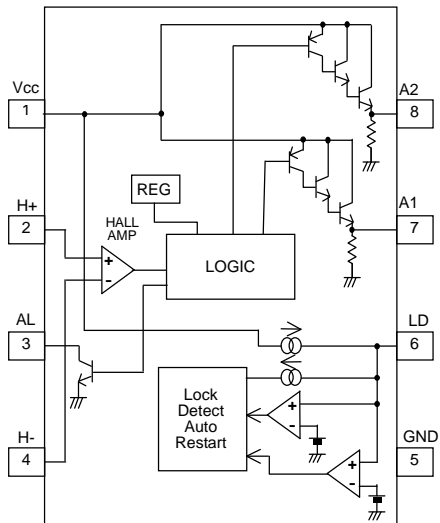 Vcc
1
A2
8
A1
7
REG
H+
2
HALL
AMP
+
-
LOGIC
AL
3
LD
6
Lock
Detect
Auto
Restart
+
-
H-
4
GND
5
+
-